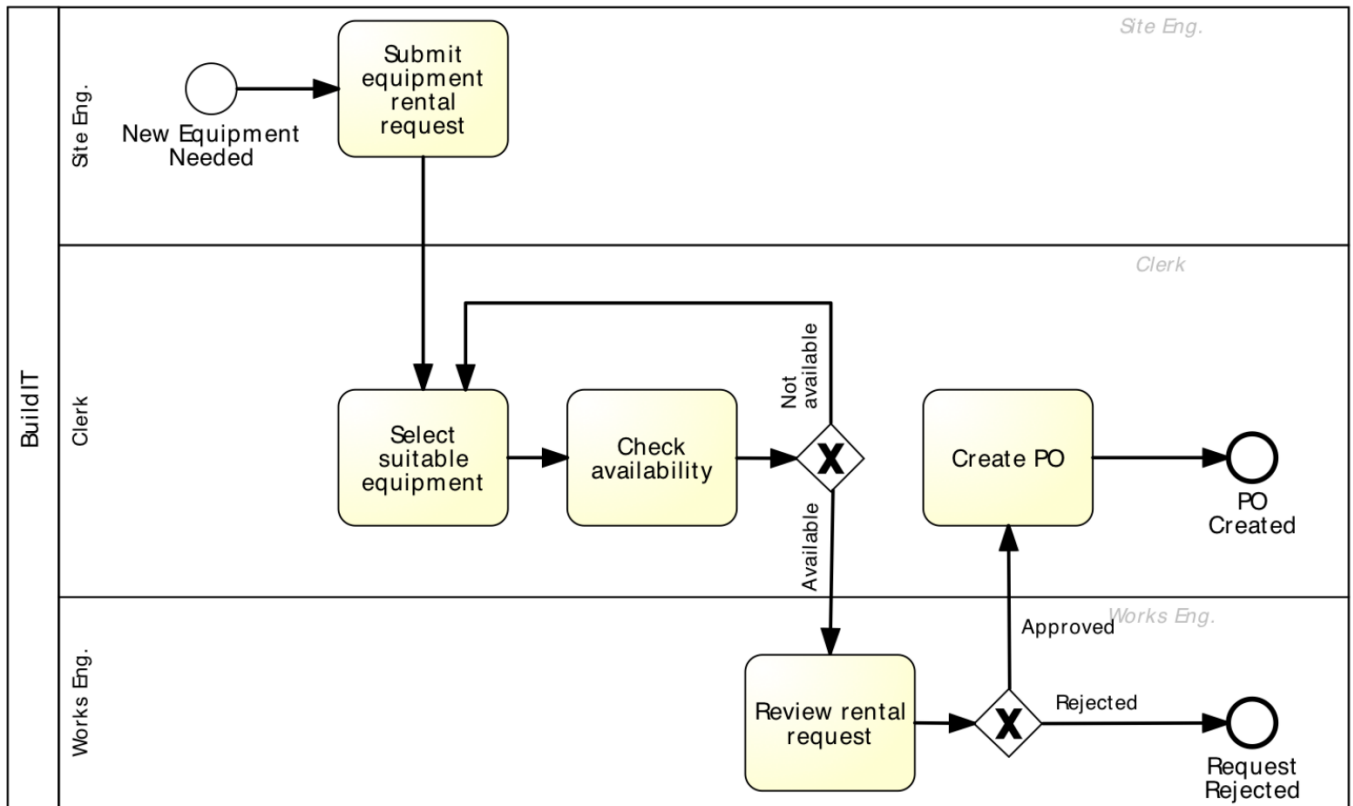 BuildIT
Site Eng.
Site Eng.
New Equipment
Needed
Submit
equipment
rental
request
Clerk
Clerk
Select
suitable
equipment
Check
availability
Not
available
Available
Create PO
PO
Created
Works Eng.
Works Eng.
Review rental
request
Approved
Rejected
Request
Rejected